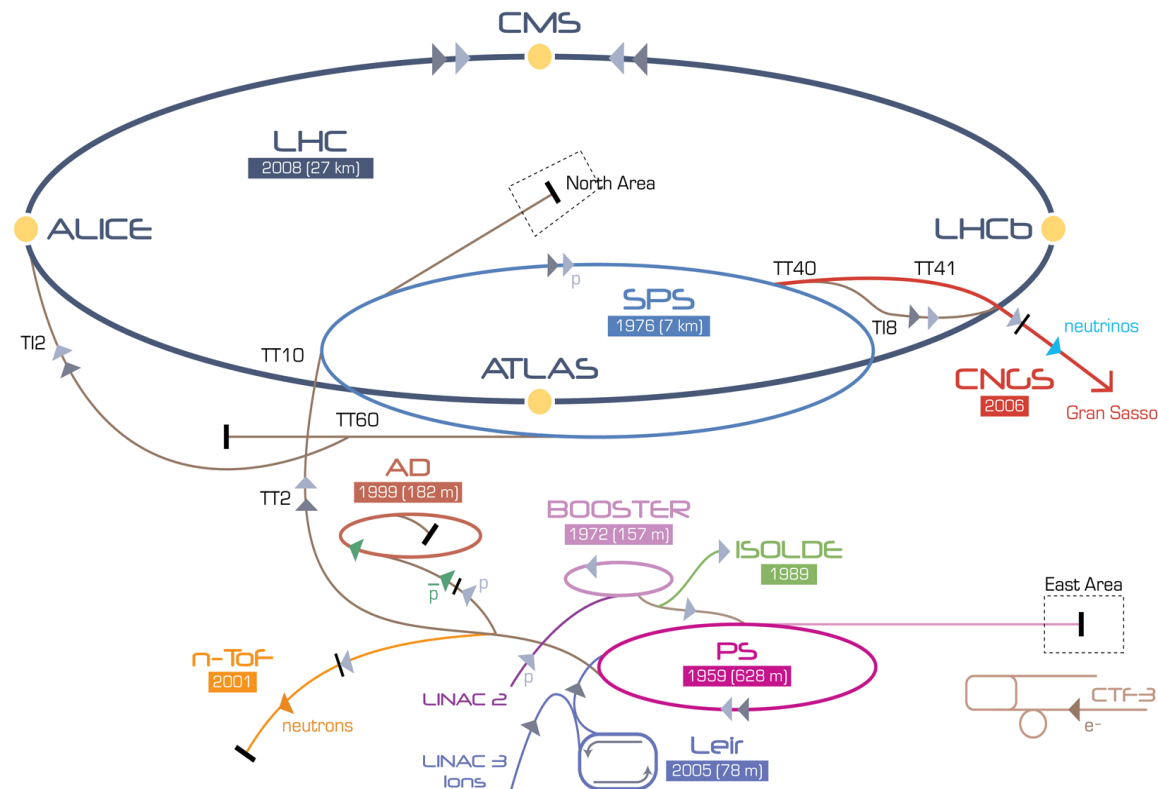 CMS
LHC
2008 (27 km)
North Area
ALICE
LHCb
TT40
TT41
p
SPS
1976 (7 km)
TI8
neutrinos
TI2
TT10
ATLAS
CNGS
2006
Gran Sasso
TT60
AD
1999 (182 m)
TT2
BOOSTER
1972 (157 m)
ISOLDE
1989
East Area
p̅
p
n-ToF
2001
PS
1959 (628 m)
p
LINAC 2
neutrons
CTF-3
e-
LINAC 3
Ions
Leir
2005 (78 m)